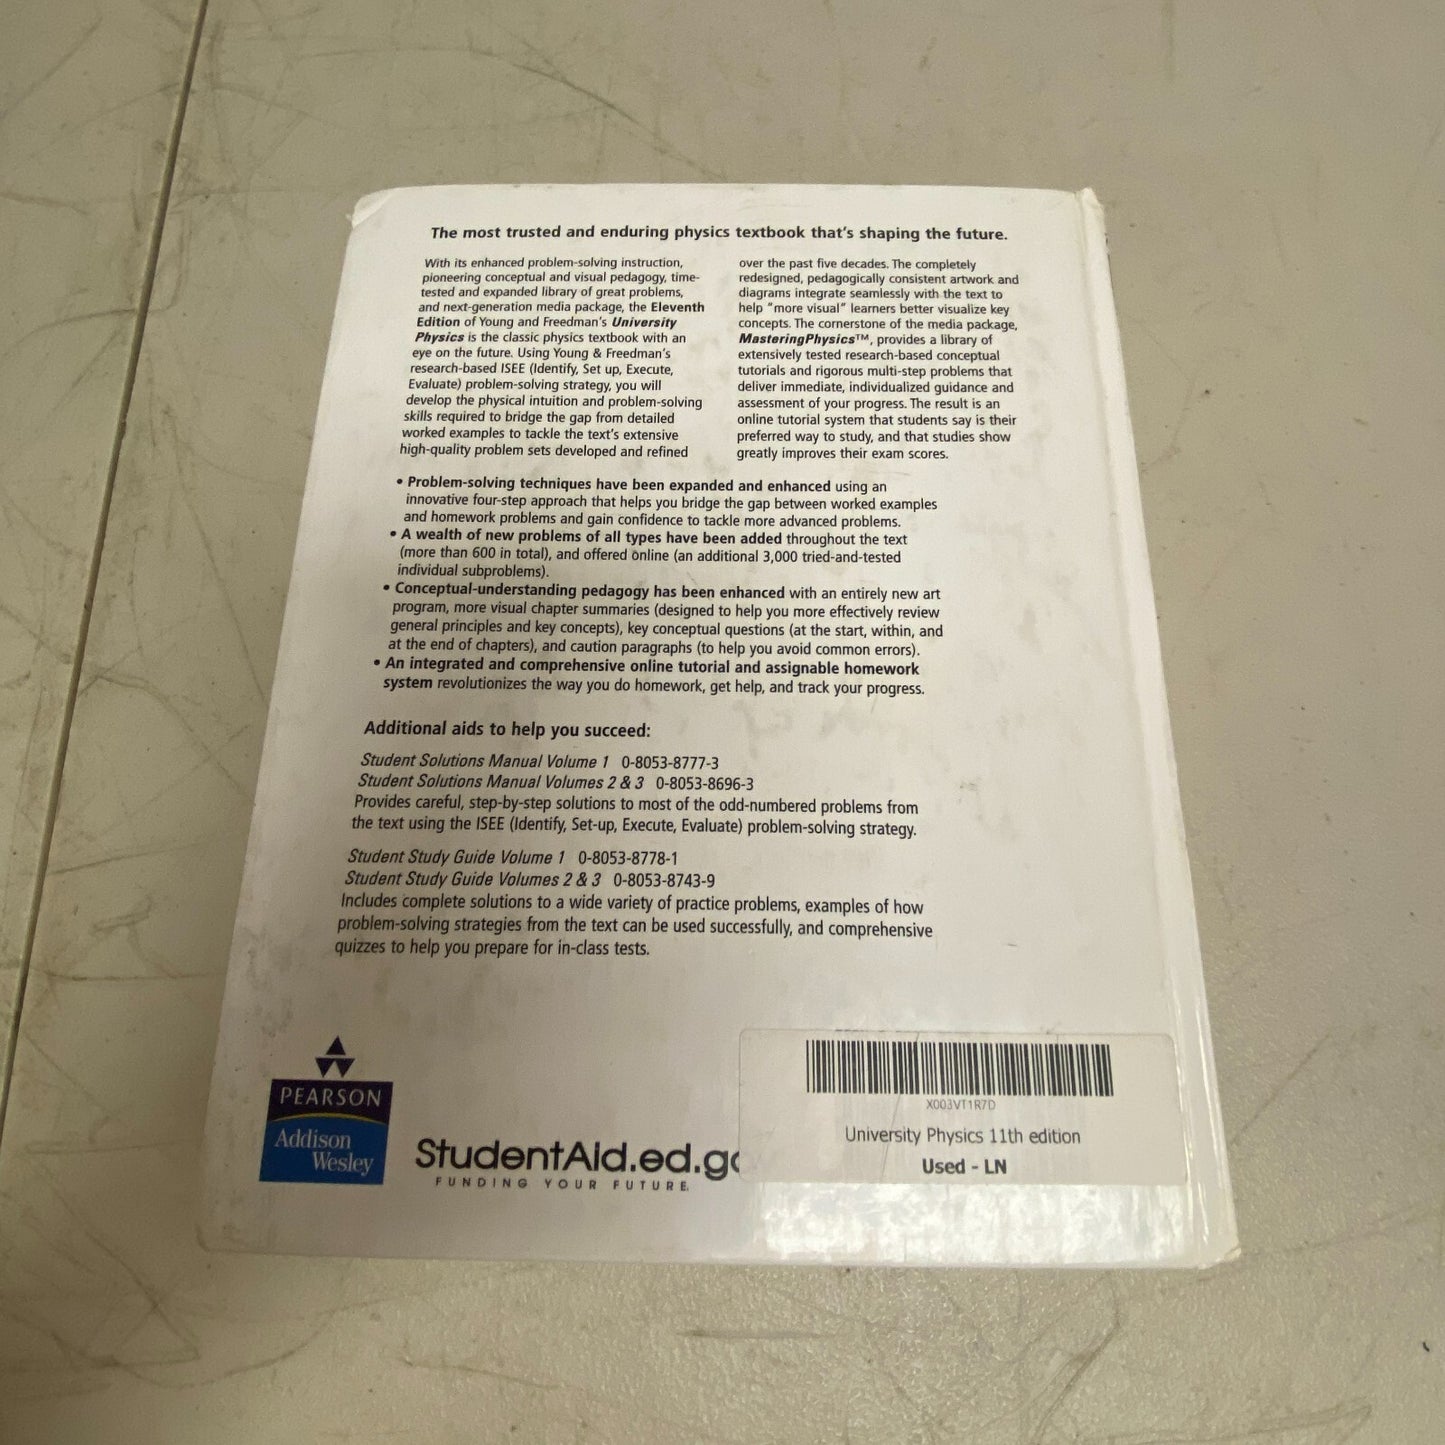 The most trusted and enduring physics textbook that's shaping the future.
With its enhanced problem-solving instruction,
pioneering conceptual and visual pedagogy, time-
tested and expanded library of great problems,
and next-generation media package, the Eleventh
Edition of Young and Freedman's University
Physics is the classic physics textbook with an
eye on the future. Using Young & Freedman's
research-based ISEE (Identify, Set up, Execute,
Evaluate) problem-solving strategy, you will
develop the physical intuition and problem-solving
skills required to bridge the gap from detailed
worked examples to tackle the text's extensive
high-quality problem sets developed and refined
over the past five decades. The completely
redesigned, pedagogically consistent artwork and
diagrams integrate seamlessly with the text to
help "more visual" learners better visualize key
concepts. The cornerstone of the media package,
MasteringPhysics™, provides a library of
extensively tested research-based conceptual
tutorials and rigorous multi-step problems that
deliver immediate, individualized guidance and
assessment of your progress. The result is an
online tutorial system that students say is their
preferred way to study, and that studies show
greatly improves their exam scores.
• Problem-solving techniques have been expanded and enhanced using an
innovative four-step approach that helps you bridge the gap between worked examples
and homework problems and gain confidence to tackle more advanced problems.
• A wealth of new problems of all types have been added throughout the text
(more than 600 in total), and offered online (an additional 3,000 tried-and-tested
individual subproblems).
• Conceptual-understanding pedagogy has been enhanced with an entirely new art
program, more visual chapter summaries (designed to help you more effectively review
general principles and key concepts), key conceptual questions (at the start, within, and
at the end of chapters), and caution paragraphs (to help you avoid common errors).
• An integrated and comprehensive online tutorial and assignable homework
system revolutionizes the way you do homework, get help, and track your progress.
Additional aids to help you succeed:
Student Solutions Manual Volume 1 0-8053-8777-3
Student Solutions Manual Volumes 2 & 3 0-8053-8696-3
Provides careful, step-by-step solutions to most of the odd-numbered problems from
the text using the ISEE (Identify, Set-up, Execute, Evaluate) problem-solving strategy.
Student Study Guide Volume 1 0-8053-8778-1
Student Study Guide Volumes 2 & 3 0-8053-8743-9
Includes complete solutions to a wide variety of practice problems, examples of how
problem-solving strategies from the text can be used successfully, and comprehensive
quizzes to help you prepare for in-class tests.
PEARSON
Addison
Wesley
StudentAid.ed.go
FUNDING YOUR FUTURE.
X003VT1R7D
University Physics 11th edition
Used - LN